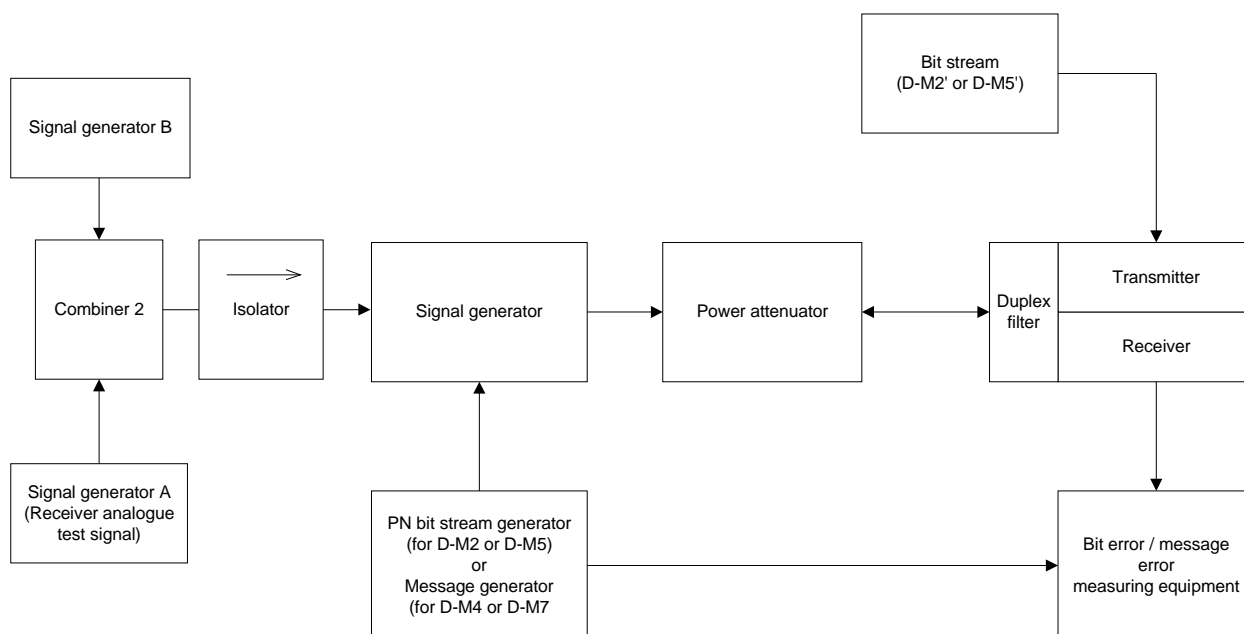 Bit stream
(D-M2' or D-M5')
Signal generator B
Combiner 2
Isolator
Signal generator
Power attenuator
Duplex
filter
Transmitter
Receiver
Signal generator A
(Receiver analogue
test signal)
PN bit stream generator
(for D-M2 or D-M5)
or
Message generator
(for D-M4 or D-M7
Bit error / message
error
measuring equipment